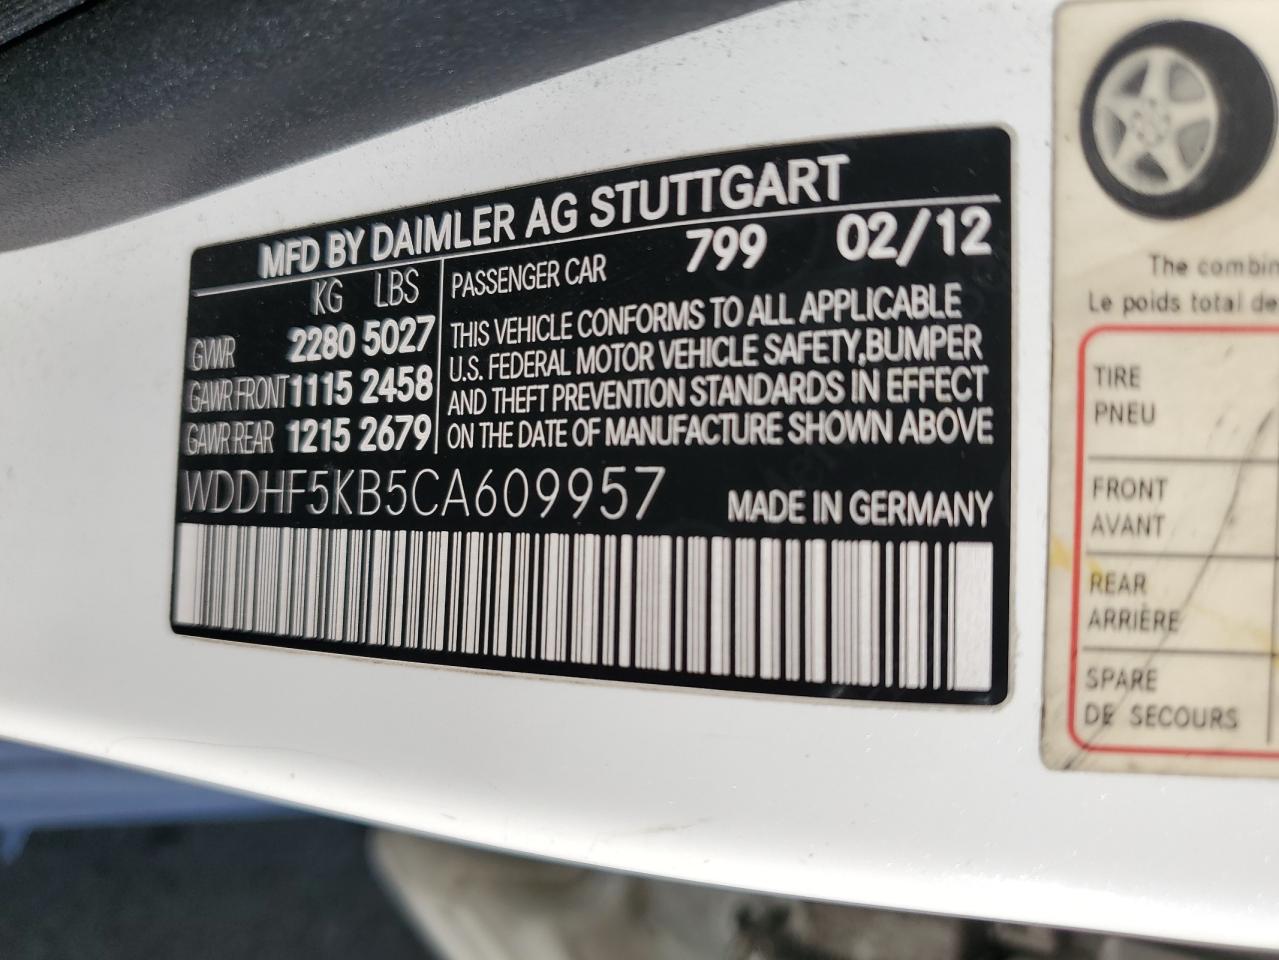 MFD BY DAIMLER AG STUTTGART
KG LBS
GVWR 2280 5027
GAWR FRONT 1115 2458
GAWR REAR 1215 2679
PASSENGER CAR 799 02/12
THIS VEHICLE CONFORMS TO ALL APPLICABLE
U.S. FEDERAL MOTOR VEHICLE SAFETY, BUMPER
AND THEFT PREVENTION STANDARDS IN EFFECT
ON THE DATE OF MANUFACTURE SHOWN ABOVE
WDDHF5KB5CA609957 MADE IN GERMANY
The combin
Le poids total de
TIRE
PNEU
FRONT
AVANT
REAR
ARRIÈRE
SPARE
DE SECOURS